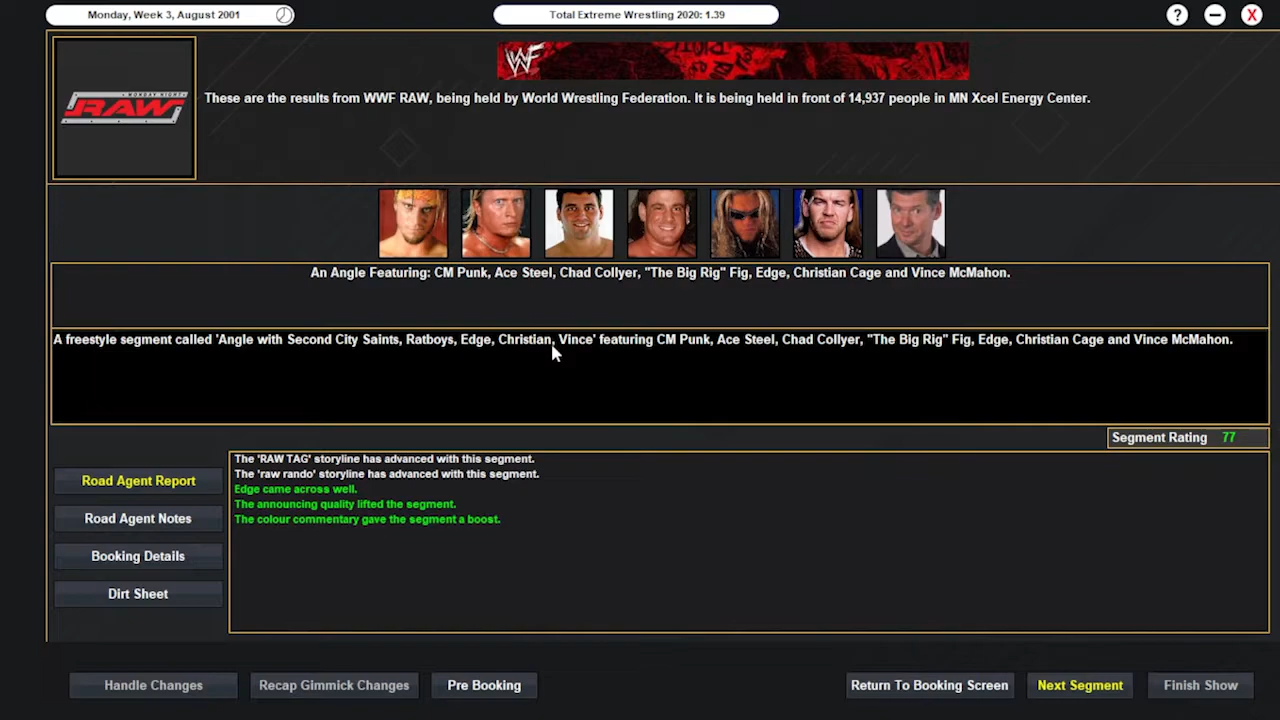 Monday, Week 3, August 2001
Total Extreme Wrestling 2020: 1.39
?
X
MONDAY NIGHT
RAW
These are the results from WWF RAW, being held by World Wrestling Federation. It is being held in front of 14,937 people in MN Xcel Energy Center.
An Angle Featuring: CM Punk, Ace Steel, Chad Collyer, "The Big Rig" Fig, Edge, Christian Cage and Vince McMahon.
A freestyle segment called 'Angle with Second City Saints, Ratboys, Edge, Christian, Vince' featuring CM Punk, Ace Steel, Chad Collyer, "The Big Rig" Fig, Edge, Christian Cage and Vince McMahon.
Segment Rating 77
Road Agent Report
Road Agent Notes
Booking Details
Dirt Sheet
The 'RAW TAG' storyline has advanced with this segment.
The 'raw rando' storyline has advanced with this segment.
Edge came across well.
The announcing quality lifted the segment.
The colour commentary gave the segment a boost.
Handle Changes
Recap Gimmick Changes
Pre Booking
Return To Booking Screen
Next Segment
Finish Show